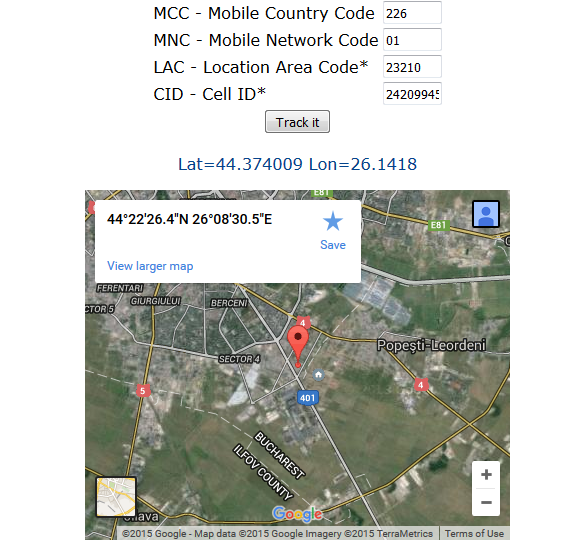 MCC - Mobile Country Code 226
MNC - Mobile Network Code 01
LAC - Location Area Code* 23210
CID - Cell ID* 24209945
Track it
Lat=44.374009 Lon=26.1418
E81
44°22'26.4"N 26°08'30.5"E
Save
View larger map
E81
FERENTARI
GIURGIULUI
BERCENI
SECTOR 5
4
SECTOR 4
Popeşti-Leordeni
5
4
401
BUCHAREST
ILFOV COUNTY
+
−
Google
©2015 Google - Map data ©2015 Google Imagery ©2015 TerraMetrics
Terms of Use